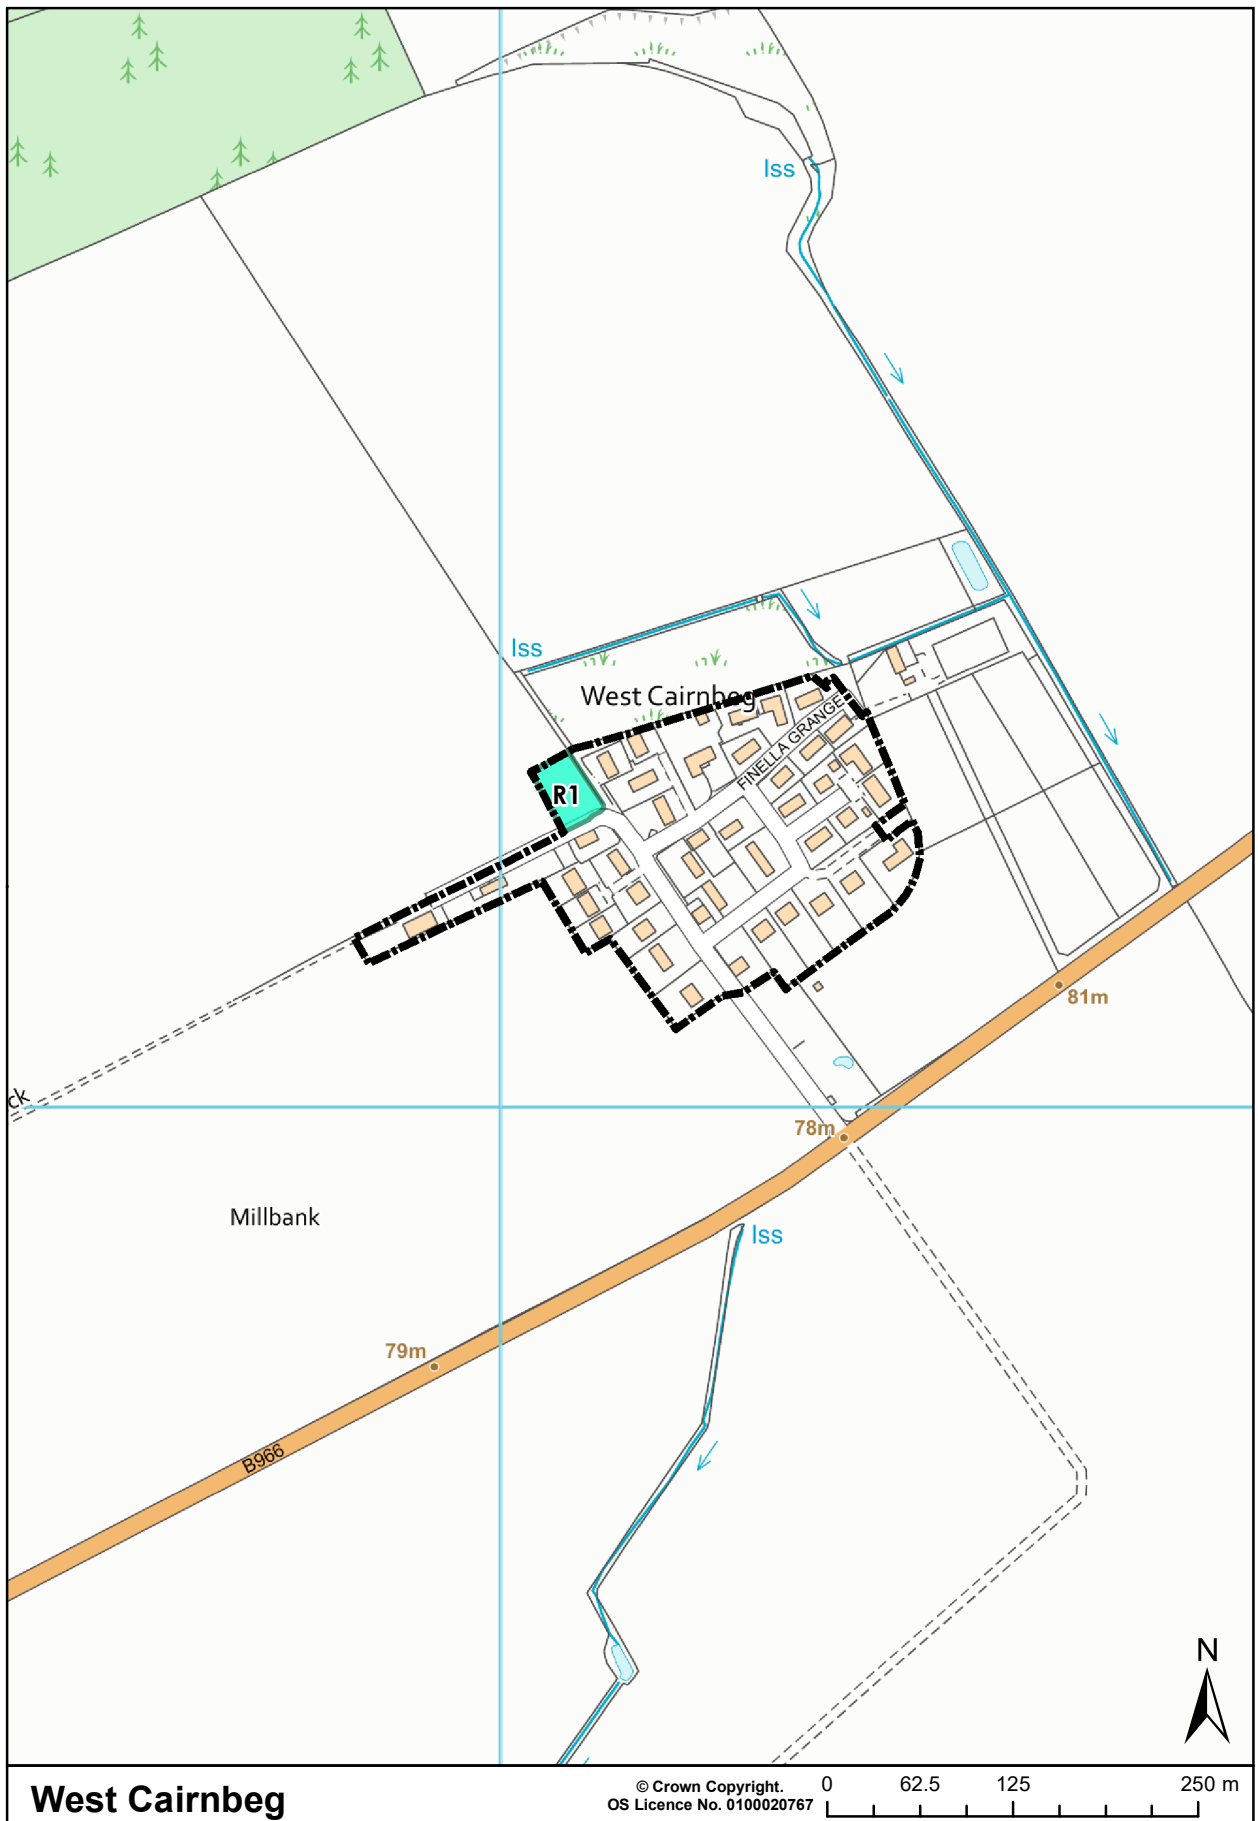 Iss
Iss
West Cairnbeg
FINELLA GRANGE
R1
81m
ck
78m
Millbank
Iss
79m
B966
N
West Cairnbeg
© Crown Copyright.
OS Licence No. 0100020767
0 62.5 125 250 m